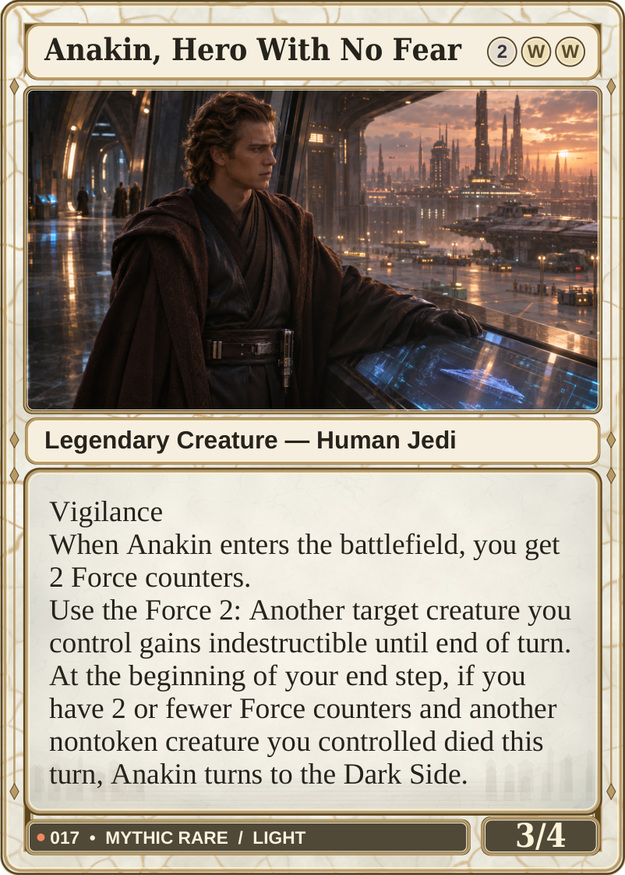 Anakin, Hero With No Fear 2 W W
Legendary Creature — Human Jedi
Vigilance
When Anakin enters the battlefield, you get
2 Force counters.
Use the Force 2: Another target creature you
control gains indestructible until end of turn.
At the beginning of your end step, if you
have 2 or fewer Force counters and another
nontoken creature you controlled died this
turn, Anakin turns to the Dark Side.
017 • MYTHIC RARE / LIGHT 3/4